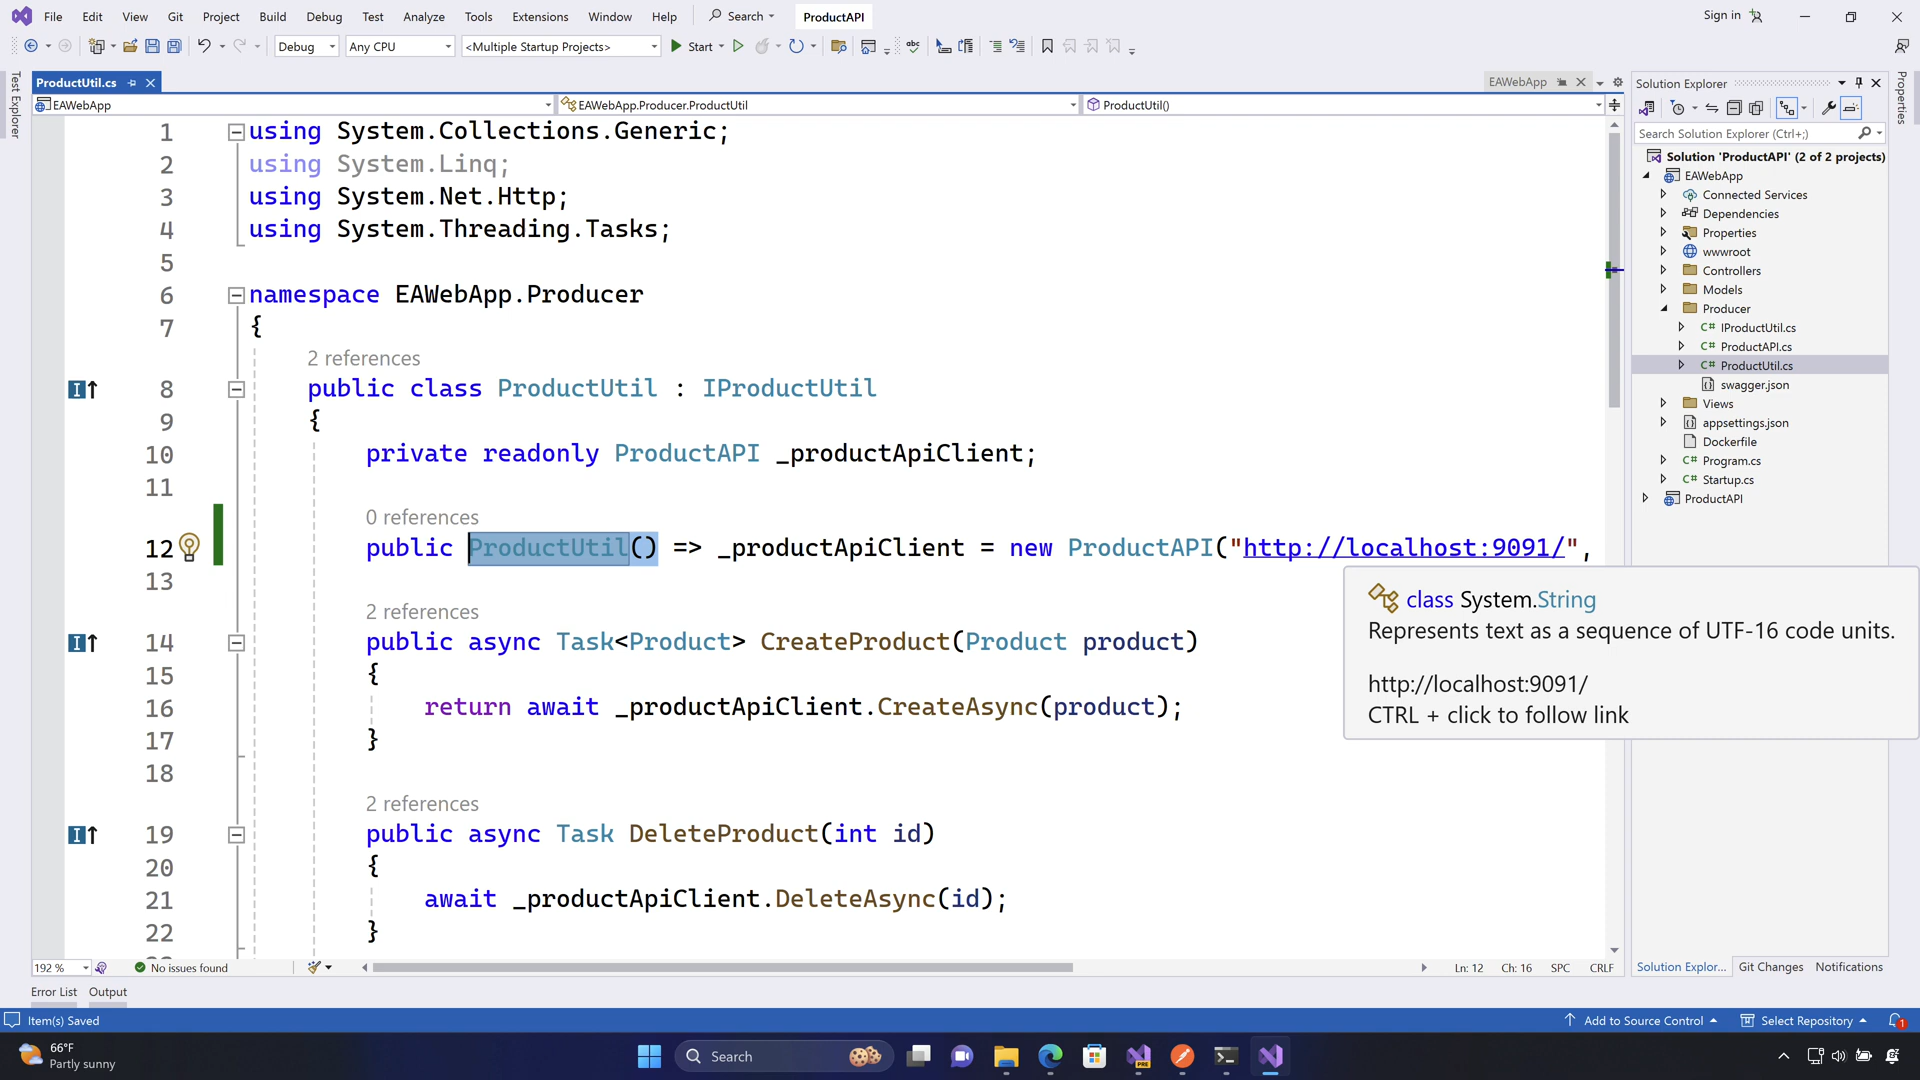 File Edit View Git Project Build Debug Test Analyze Tools Extensions Window Help Search ProductAPI Sign in
Debug Any CPU <Multiple Startup Projects> Start
Test Explorer
ProductUtil.cs
EAWebApp
EAWebApp EAWebApp.Producer.ProductUtil ProductUtil()
1 using System.Collections.Generic;
2 using System.Linq;
3 using System.Net.Http;
4 using System.Threading.Tasks;
5
6 namespace EAWebApp.Producer
7 {
2 references
8 public class ProductUtil : IProductUtil
9 {
10 private readonly ProductAPI _productApiClient;
11
0 references
12 public ProductUtil() => _productApiClient = new ProductAPI("http://localhost:9091/",
13
2 references
14 public async Task<Product> CreateProduct(Product product)
15 {
16 return await _productApiClient.CreateAsync(product);
17 }
18
2 references
19 public async Task DeleteProduct(int id)
20 {
21 await _productApiClient.DeleteAsync(id);
22 }
class System.String
Represents text as a sequence of UTF-16 code units.
http://localhost:9091/
CTRL + click to follow link
Solution Explorer
Search Solution Explorer (Ctrl+;)
Solution 'ProductAPI' (2 of 2 projects)
EAWebApp
Connected Services
Dependencies
Properties
wwwroot
Controllers
Models
Producer
C# IProductUtil.cs
C# ProductAPI.cs
C# ProductUtil.cs
swagger.json
Views
appsettings.json
Dockerfile
C# Program.cs
C# Startup.cs
ProductAPI
Properties
192 % No issues found Ln: 12 Ch: 16 SPC CRLF
Solution Explor... Git Changes Notifications
Error List Output
Item(s) Saved Add to Source Control Select Repository 1
66°F
Partly sunny
Search
PRE